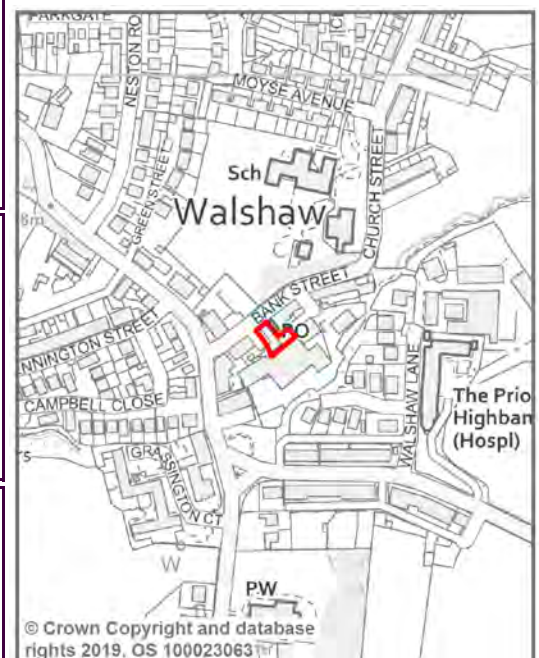 PARKGATE
NESTON RO
MOYSE AVENUE
Sch
Walshaw
GREEN STREET
CHURCH STREET
8m
BANK STREET
PO
NNINGTON STREET
CAMPBELL CLOSE
WALSHAW LANE
The Prio
Highban
(Hospl)
GRASSINGTON CT
W
PW
© Crown Copyright and database
rights 2019, OS 100023063